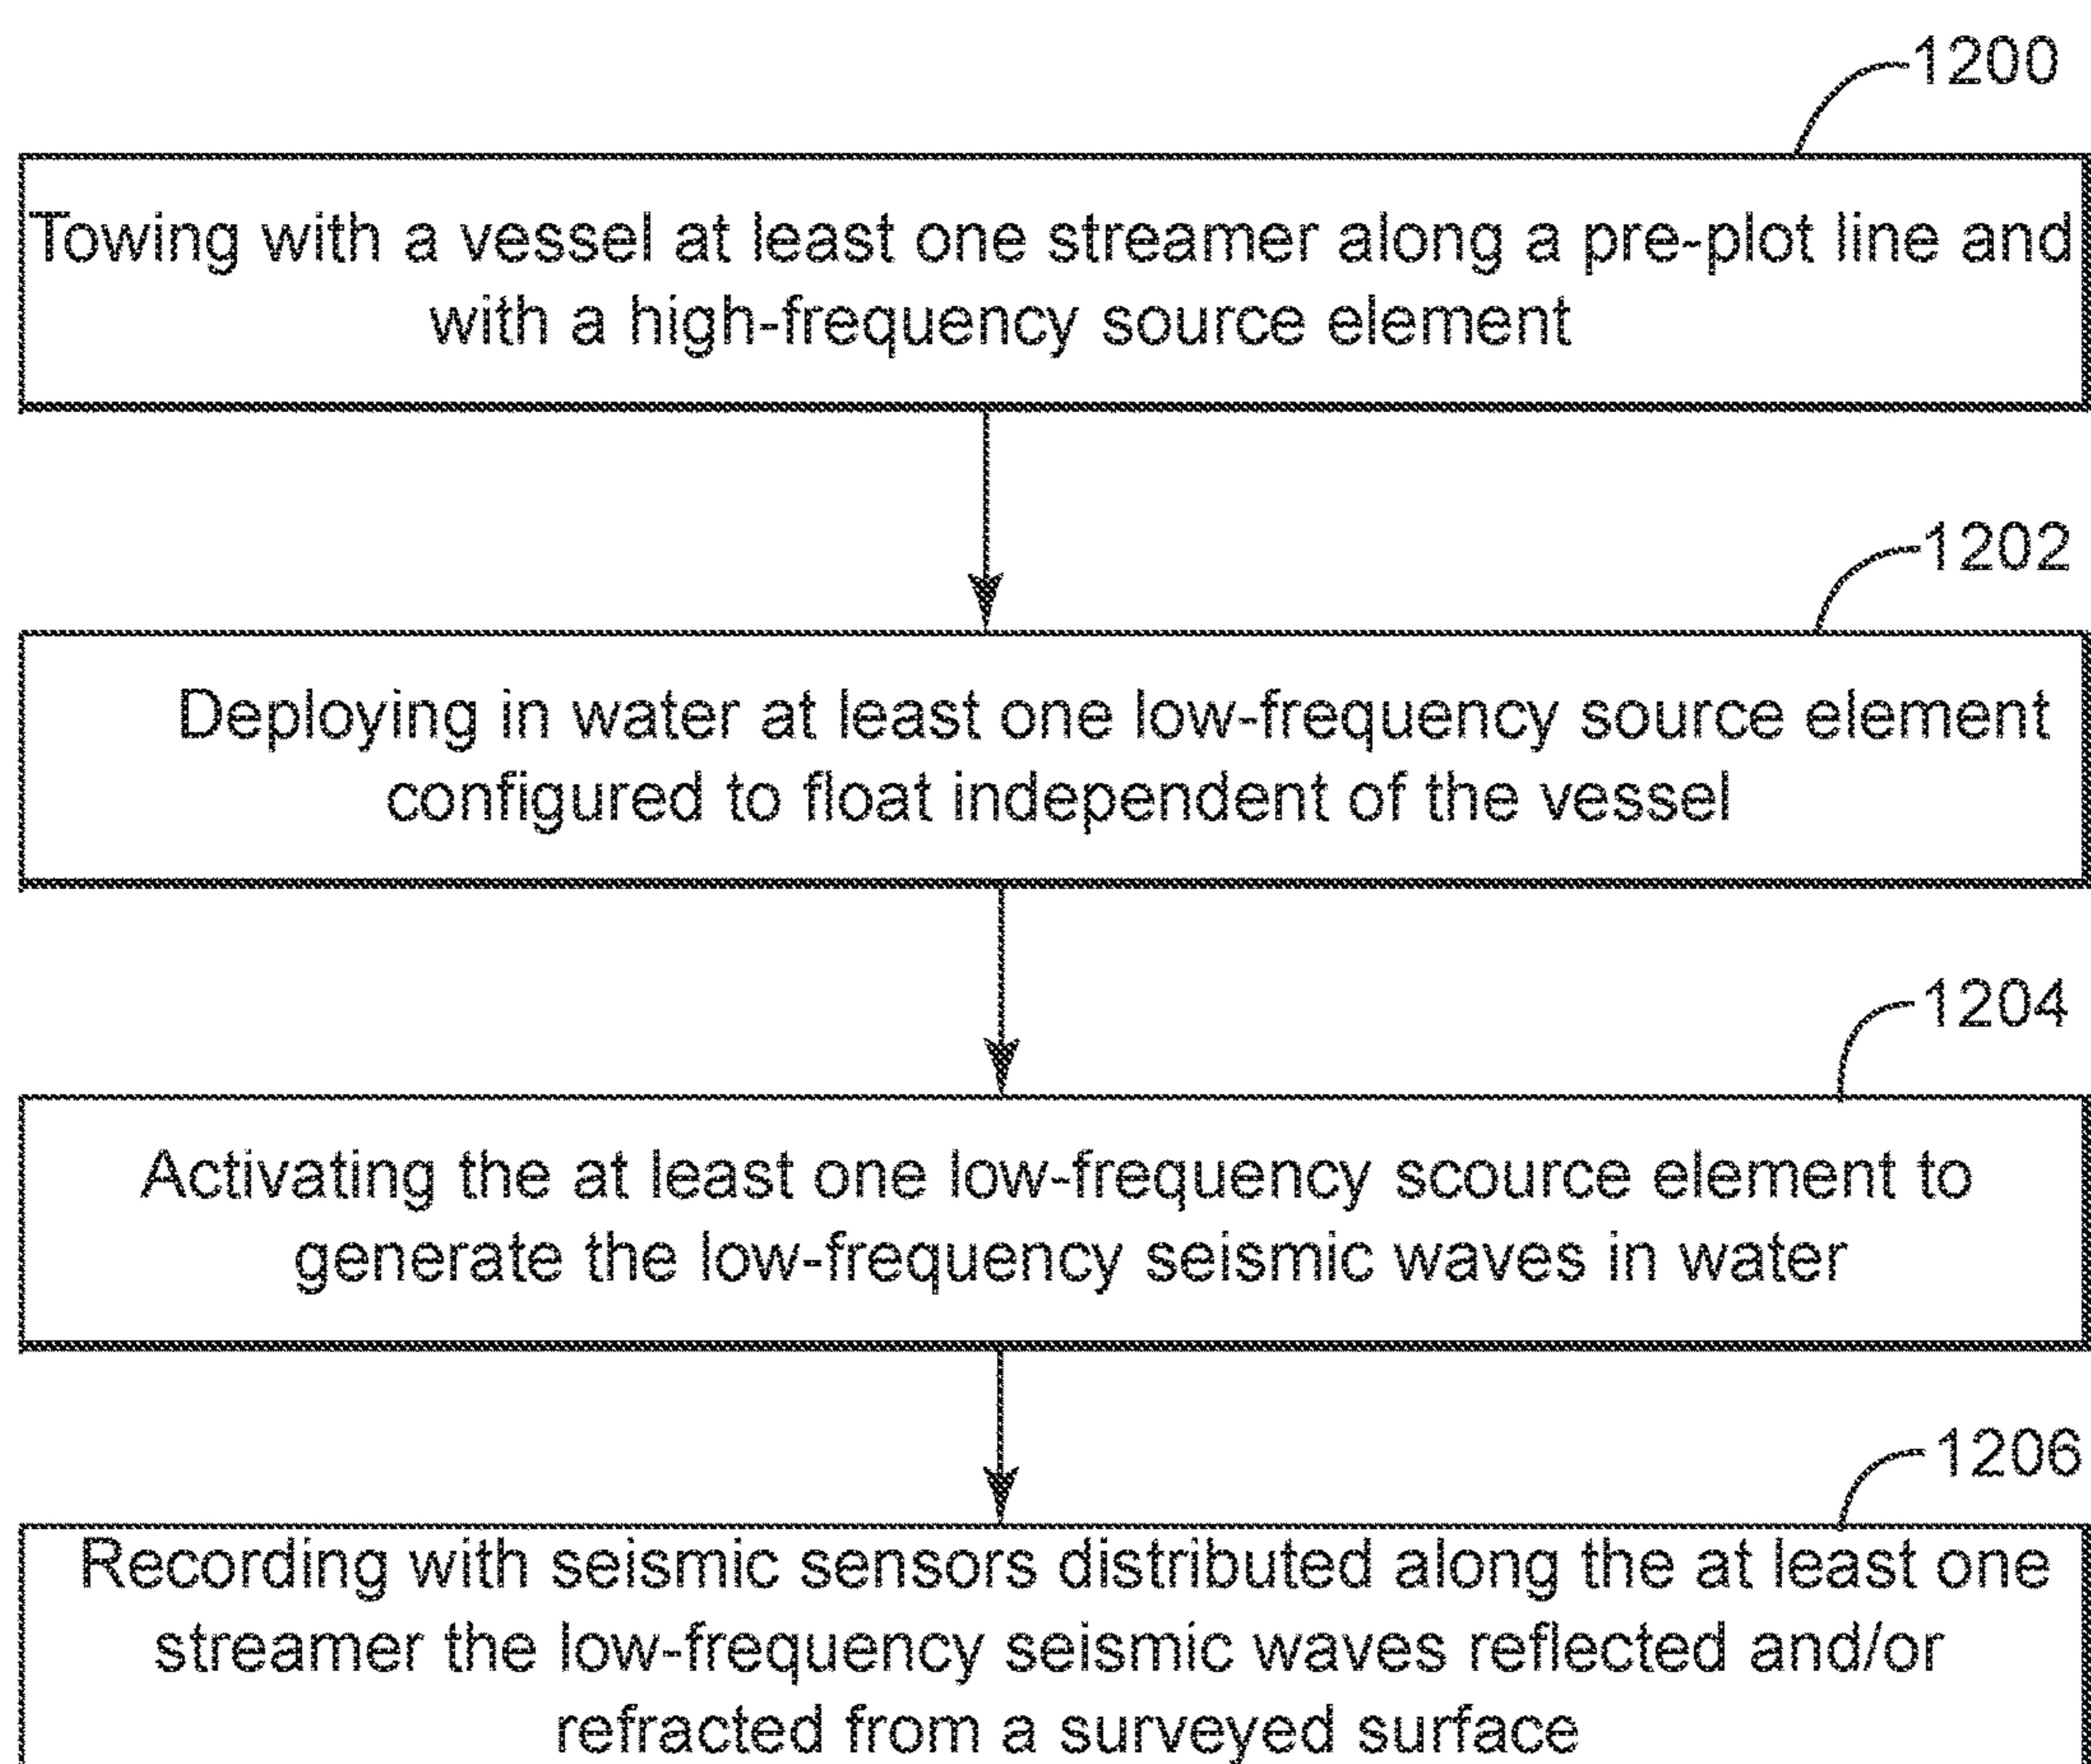 1200
Towing with a vessel at least one streamer along a pre-plot line and
with a high-frequency source element
1202
Deploying in water at least one low-frequency source element
configured to float independent of the vessel
1204
Activating the at least one low-frequency scource element to
generate the low-frequency seismic waves in water
1206
Recording with seismic sensors distributed along the at least one
streamer the low-frequency seismic waves reflected and/or
refracted from a surveyed surface